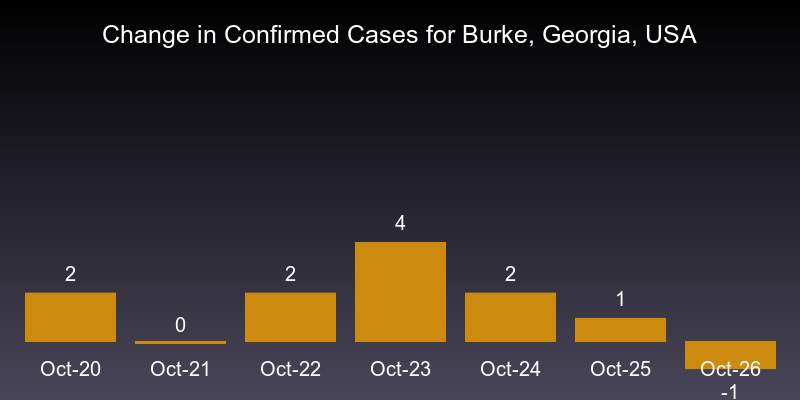 Change in Confirmed Cases for Burke, Georgia, USA
4
2 2 2
1
0
Oct-20 Oct-21 Oct-22 Oct-23 Oct-24 Oct-25 Oct-26
-1